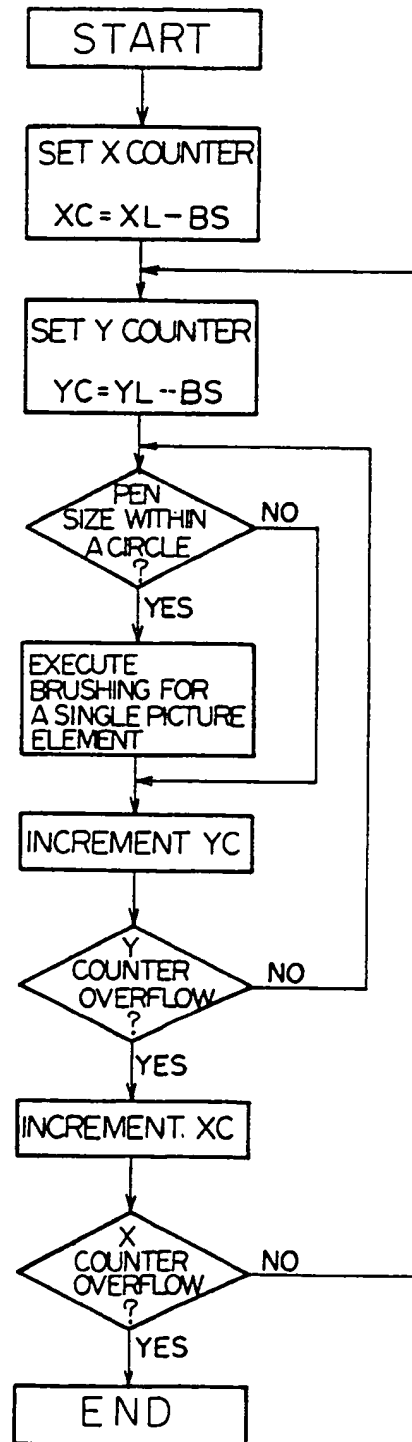 START
SET X COUNTER
XC=XL-BS
SET Y COUNTER
YC=YL--BS
PEN
SIZE WITHIN
A CIRCLE
?
NO
YES
EXECUTE
BRUSHING FOR
A SINGLE PICTURE
ELEMENT
INCREMENT YC
Y
COUNTER
OVERFLOW
?
NO
YES
INCREMENT. XC
X
COUNTER
OVERFLOW
?
NO
YES
END